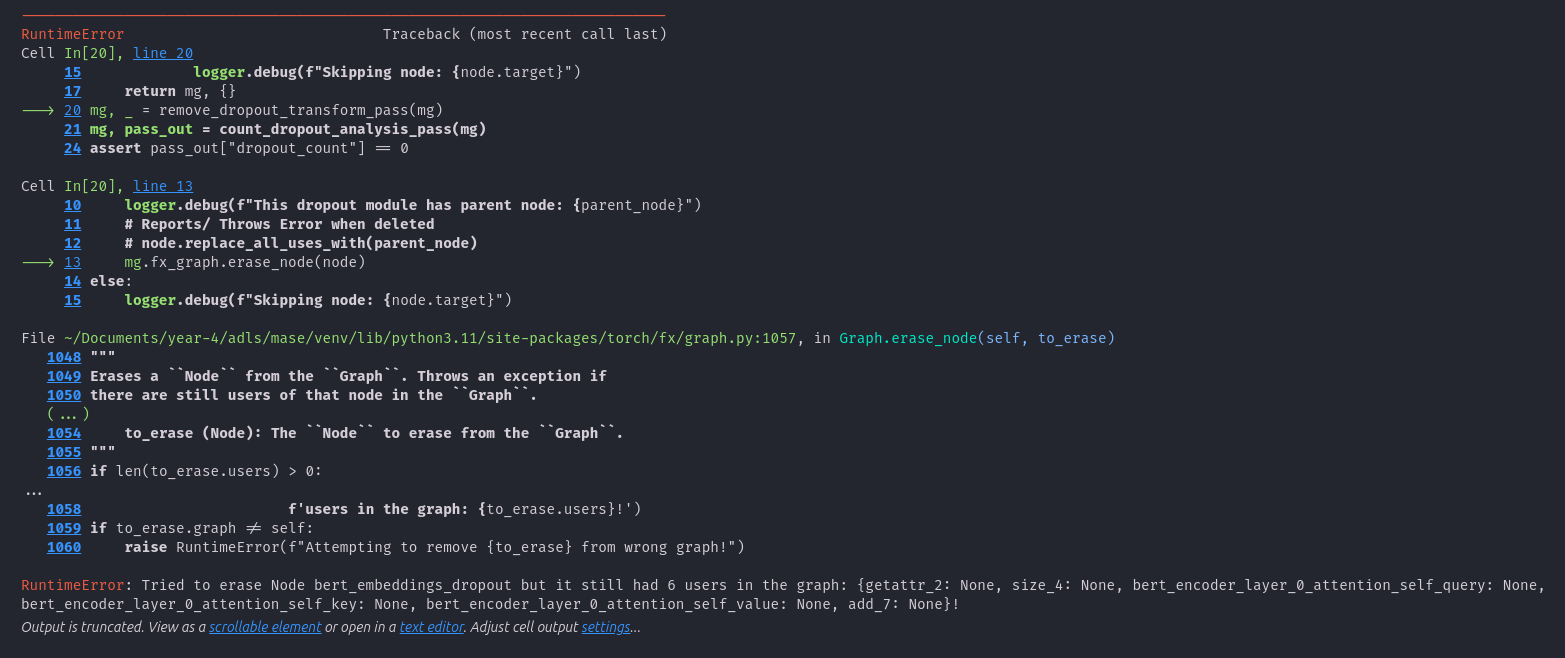 RuntimeError Traceback (most recent call last)
Cell In[20], line 20
15 logger.debug(f"Skipping node: {node.target}")
17 return mg, {}
---> 20 mg, _ = remove_dropout_transform_pass(mg)
21 mg, pass_out = count_dropout_analysis_pass(mg)
24 assert pass_out["dropout_count"] == 0
Cell In[20], line 13
10 logger.debug(f"This dropout module has parent node: {parent_node}")
11 # Reports/ Throws Error when deleted
12 # node.replace_all_uses_with(parent_node)
---> 13 mg.fx_graph.erase_node(node)
14 else:
15 logger.debug(f"Skipping node: {node.target}")
File ~/Documents/year-4/adls/mase/venv/lib/python3.11/site-packages/torch/fx/graph.py:1057, in Graph.erase_node(self, to_erase)
1048 """
1049 Erases a ``Node`` from the ``Graph``. Throws an exception if
1050 there are still users of that node in the ``Graph``.
(...)
1054 to_erase (Node): The ``Node`` to erase from the ``Graph``.
1055 """
1056 if len(to_erase.users) > 0:
...
1058 f'users in the graph: {to_erase.users}!')
1059 if to_erase.graph != self:
1060 raise RuntimeError(f"Attempting to remove {to_erase} from wrong graph!")
RuntimeError: Tried to erase Node bert_embeddings_dropout but it still had 6 users in the graph: {getattr_2: None, size_4: None, bert_encoder_layer_0_attention_self_query: None,
bert_encoder_layer_0_attention_self_key: None, bert_encoder_layer_0_attention_self_value: None, add_7: None}!
Output is truncated. View as a scrollable element or open in a text editor. Adjust cell output settings...